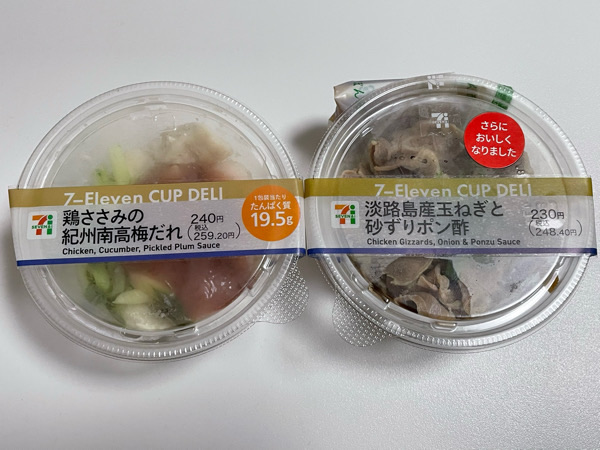 7-Eleven CUP DELI
7
ELEVEN
鶏ささみの
紀州南高梅だれ
240円
(税込
259.20円)
Chicken, Cucumber, Pickled Plum Sauce
1包装当たり
たんぱく質
19.5g
さらに
おいしく
なりました
7-Eleven CUP DELI
7
ELEVEN
淡路島産玉ねぎと
砂ずりポン酢
230円
(税込
248.40円)
Chicken Gizzards, Onion & Ponzu Sauce